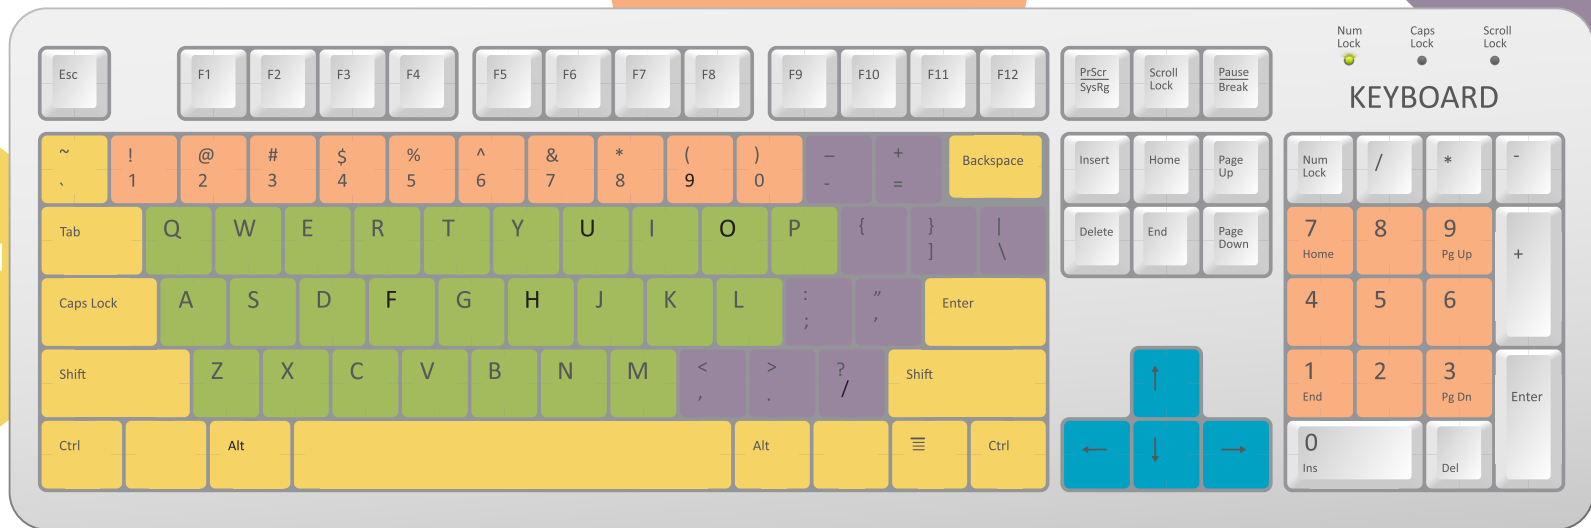 Num Lock
Caps Lock
Scroll Lock
KEYBOARD
Esc
F1 F2 F3 F4
F5 F6 F7 F8
F9 F10 F11 F12
PrScr SysRg
Scroll Lock
Pause Break
~ ! @ # $ % ^ & * ( ) – +
` 1 2 3 4 5 6 7 8 9 0 - =
Backspace
Insert Home Page Up
Num Lock / * -
Tab Q W E R T Y U I O P { } |
] \
Delete End Page Down
7 8 9 +
Home Pg Up
Caps Lock A S D F G H J K L : " Enter
; '
4 5 6
Shift Z X C V B N M < > ? Shift
, . /
↑
1 2 3 Enter
End Pg Dn
Ctrl Alt Alt ☰ Ctrl
← ↓ →
0
Ins Del